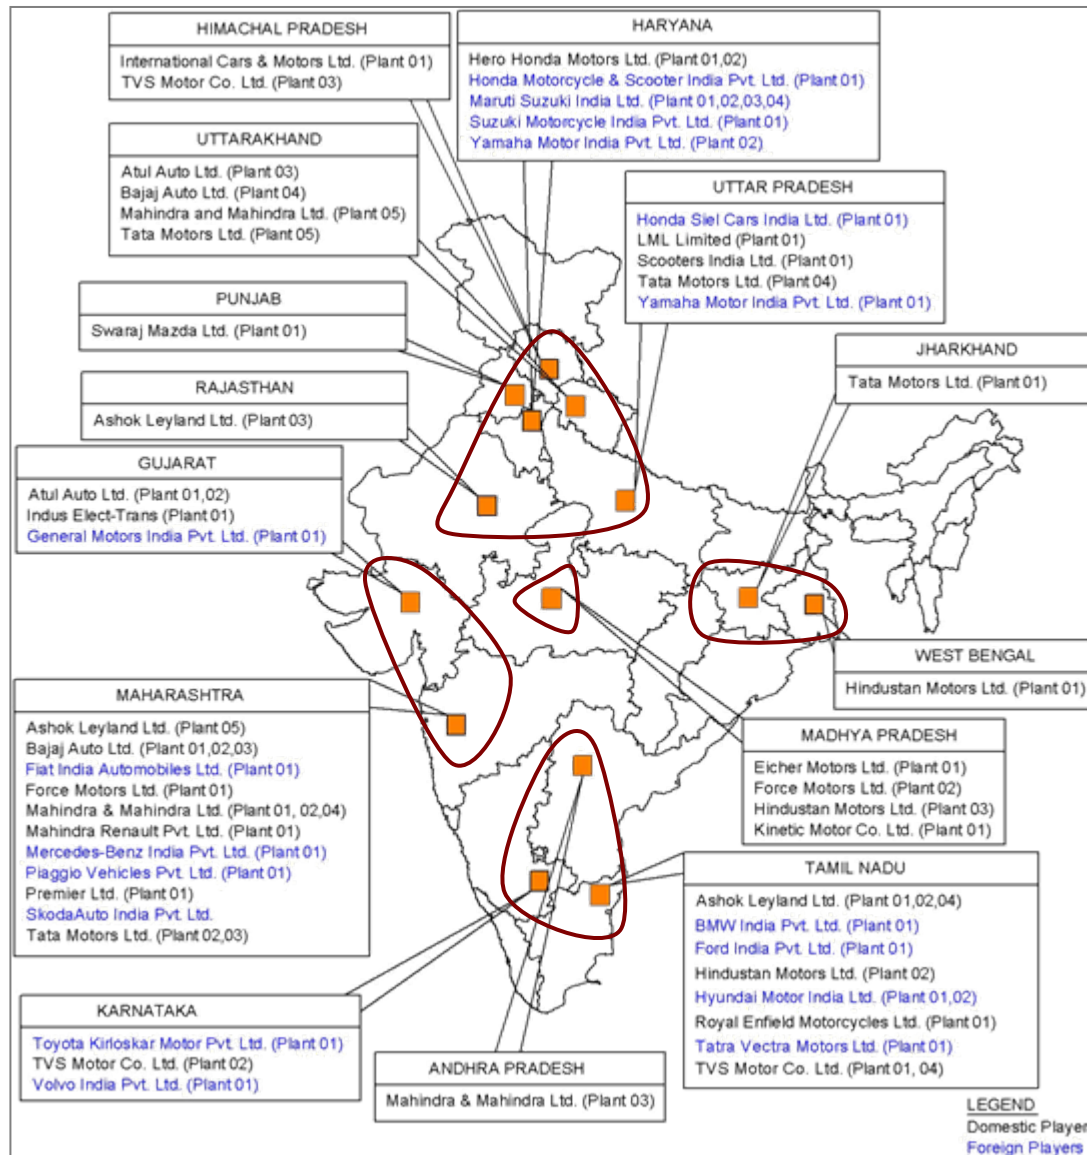 HIMACHAL PRADESH
International Cars & Motors Ltd. (Plant 01)
TVS Motor Co. Ltd. (Plant 03)
HARYANA
Hero Honda Motors Ltd. (Plant 01,02)
Honda Motorcycle & Scooter India Pvt. Ltd. (Plant 01)
Maruti Suzuki India Ltd. (Plant 01,02,03,04)
Suzuki Motorcycle India Pvt. Ltd. (Plant 01)
Yamaha Motor India Pvt. Ltd. (Plant 02)
UTTARAKHAND
Atul Auto Ltd. (Plant 03)
Bajaj Auto Ltd. (Plant 04)
Mahindra and Mahindra Ltd. (Plant 05)
Tata Motors Ltd. (Plant 05)
UTTAR PRADESH
Honda Siel Cars India Ltd. (Plant 01)
LML Limited (Plant 01)
Scooters India Ltd. (Plant 01)
Tata Motors Ltd. (Plant 04)
Yamaha Motor India Pvt. Ltd. (Plant 01)
PUNJAB
Swaraj Mazda Ltd. (Plant 01)
JHARKHAND
Tata Motors Ltd. (Plant 01)
RAJASTHAN
Ashok Leyland Ltd. (Plant 03)
GUJARAT
Atul Auto Ltd. (Plant 01,02)
Indus Elect-Trans (Plant 01)
General Motors India Pvt. Ltd. (Plant 01)
WEST BENGAL
Hindustan Motors Ltd. (Plant 01)
MAHARASHTRA
Ashok Leyland Ltd. (Plant 05)
Bajaj Auto Ltd. (Plant 01,02,03)
Fiat India Automobiles Ltd. (Plant 01)
Force Motors Ltd. (Plant 01)
Mahindra & Mahindra Ltd. (Plant 01, 02,04)
Mahindra Renault Pvt. Ltd. (Plant 01)
Mercedes-Benz India Pvt. Ltd. (Plant 01)
Piaggio Vehicles Pvt. Ltd. (Plant 01)
Premier Ltd. (Plant 01)
SkodaAuto India Pvt. Ltd.
Tata Motors Ltd. (Plant 02,03)
MADHYA PRADESH
Eicher Motors Ltd. (Plant 01)
Force Motors Ltd. (Plant 02)
Hindustan Motors Ltd. (Plant 03)
Kinetic Motor Co. Ltd. (Plant 01)
TAMIL NADU
Ashok Leyland Ltd. (Plant 01,02,04)
BMW India Pvt. Ltd. (Plant 01)
Ford India Pvt. Ltd. (Plant 01)
Hindustan Motors Ltd. (Plant 02)
Hyundai Motor India Ltd. (Plant 01,02)
Royal Enfield Motorcycles Ltd. (Plant 01)
Tatra Vectra Motors Ltd. (Plant 01)
TVS Motor Co. Ltd. (Plant 01, 04)
KARNATAKA
Toyota Kirloskar Motor Pvt. Ltd. (Plant 01)
TVS Motor Co. Ltd. (Plant 02)
Volvo India Pvt. Ltd. (Plant 01)
ANDHRA PRADESH
Mahindra & Mahindra Ltd. (Plant 03)
LEGEND
Domestic Player
Foreign Players